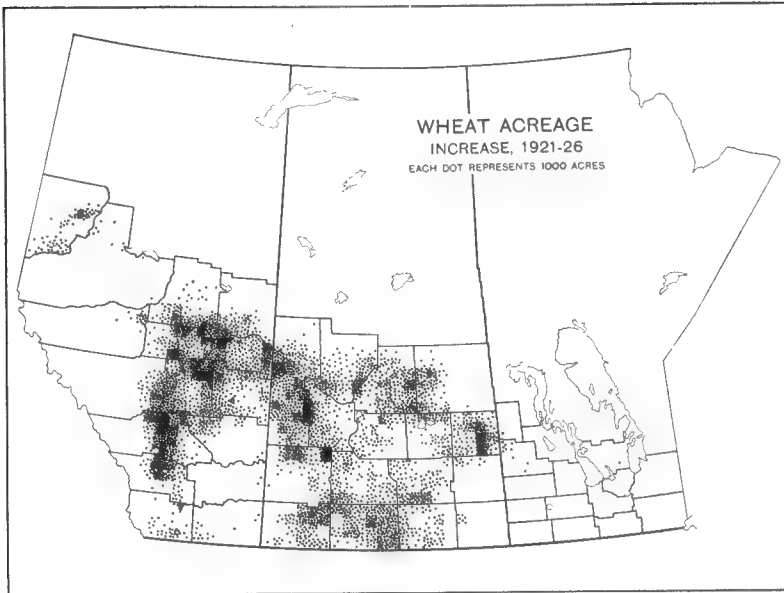 WHEAT ACREAGE
INCREASE, 1921-26
EACH DOT REPRESENTS 1000 ACRES